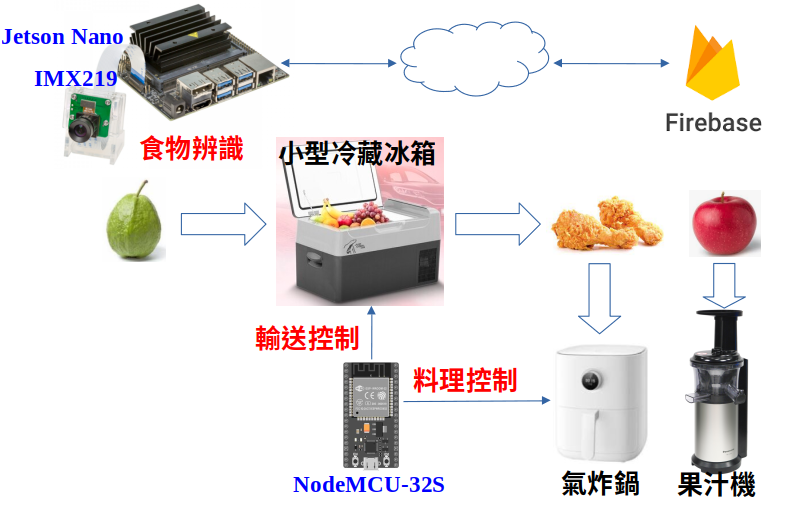 Jetson Nano
IMX219
Firebase
食物辨識
小型冷藏冰箱
輸送控制
料理控制
NodeMCU-32S
氣炸鍋
果汁機